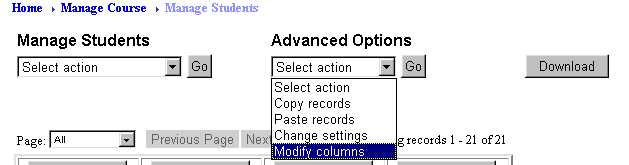 Home › Manage Course › Manage Students
Manage Students
Select action Go
Advanced Options
Select action Go
Download
Select action
Copy records
Paste records
Change settings
Modify columns
Page: All Previous Page records 1 - 21 of 21